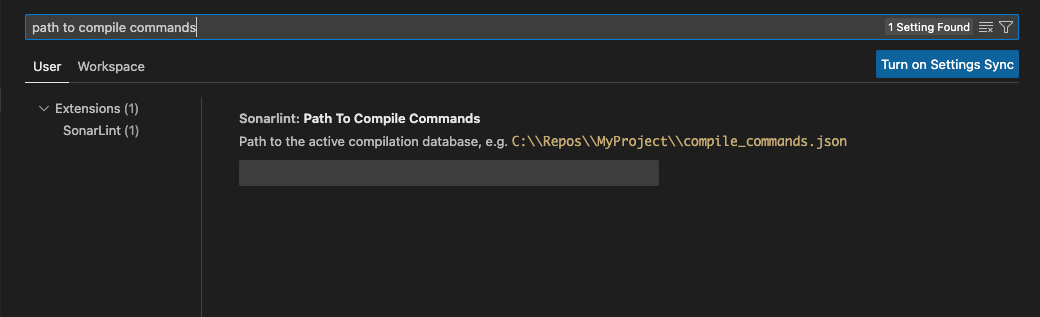 path to compile commands
1 Setting Found
User Workspace
Turn on Settings Sync
Extensions (1)
SonarLint (1)
Sonarlint: Path To Compile Commands
Path to the active compilation database, e.g. C:\\Repos\\MyProject\\compile_commands.json